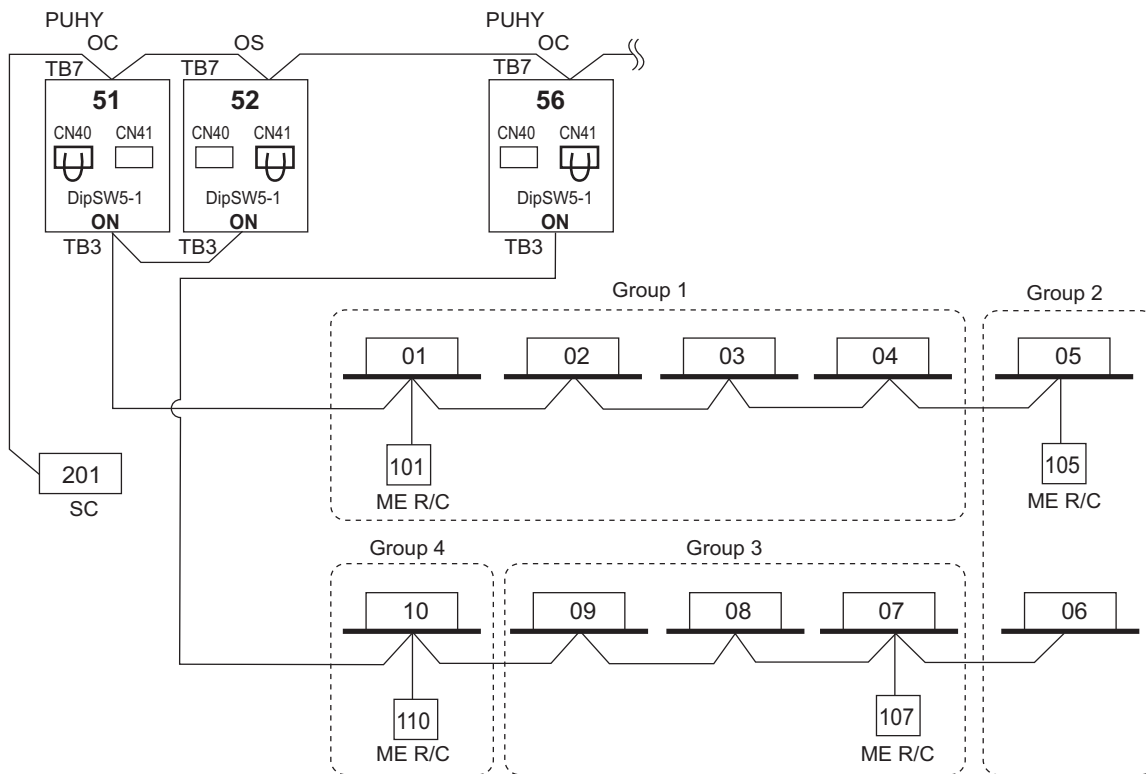 PUHY
PUHY
OC
OS
OC
TB7
TB7
TB7
51
52
56
CN40
CN41
CN40
CN41
CN40
CN41
DipSW5-1
DipSW5-1
DipSW5-1
ON
ON
ON
TB3
TB3
TB3
Group 1
Group 2
01
02
03
04
05
101
105
201
ME R/C
ME R/C
SC
Group 4
Group 3
10
09
08
07
06
110
107
ME R/C
ME R/C